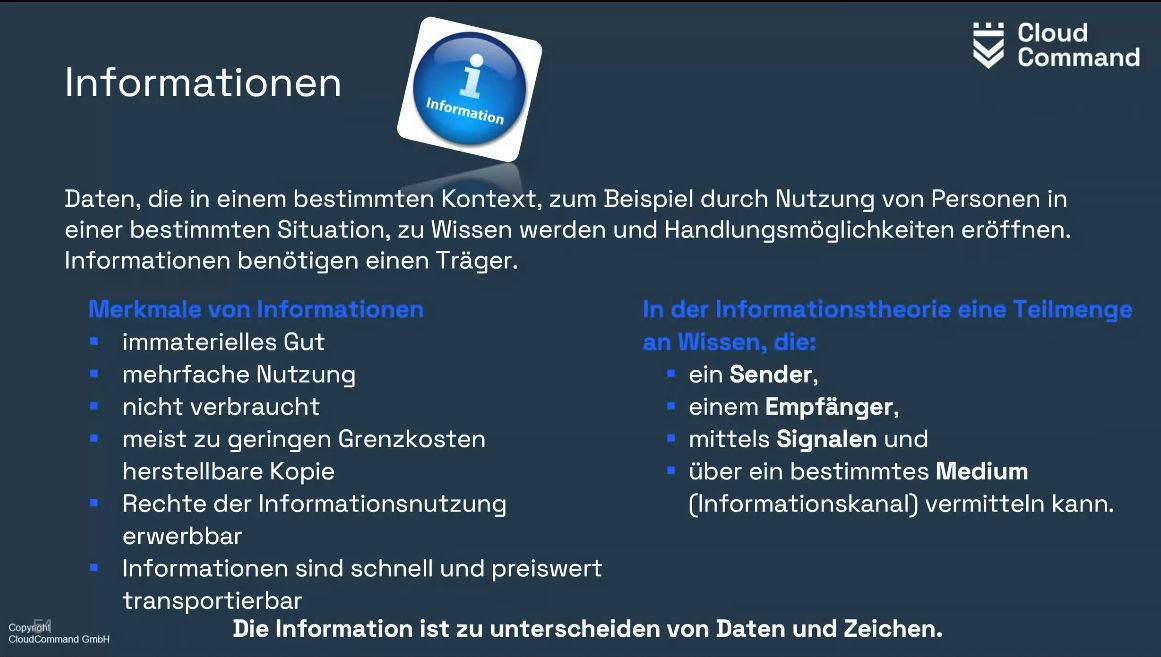 Cloud
Command
Informationen
i
Information
Daten, die in einem bestimmten Kontext, zum Beispiel durch Nutzung von Personen in
einer bestimmten Situation, zu Wissen werden und Handlungsmöglichkeiten eröffnen.
Informationen benötigen einen Träger.
Merkmale von Informationen
▪ immaterielles Gut
▪ mehrfache Nutzung
▪ nicht verbraucht
▪ meist zu geringen Grenzkosten
herstellbare Kopie
▪ Rechte der Informationsnutzung
erwerbbar
▪ Informationen sind schnell und preiswert
transportierbar
In der Informationstheorie eine Teilmenge
an Wissen, die:
▪ ein Sender,
▪ einem Empfänger,
▪ mittels Signalen und
▪ über ein bestimmtes Medium
(Informationskanal) vermitteln kann.
Die Information ist zu unterscheiden von Daten und Zeichen.
Copyright
CloudCommand GmbH